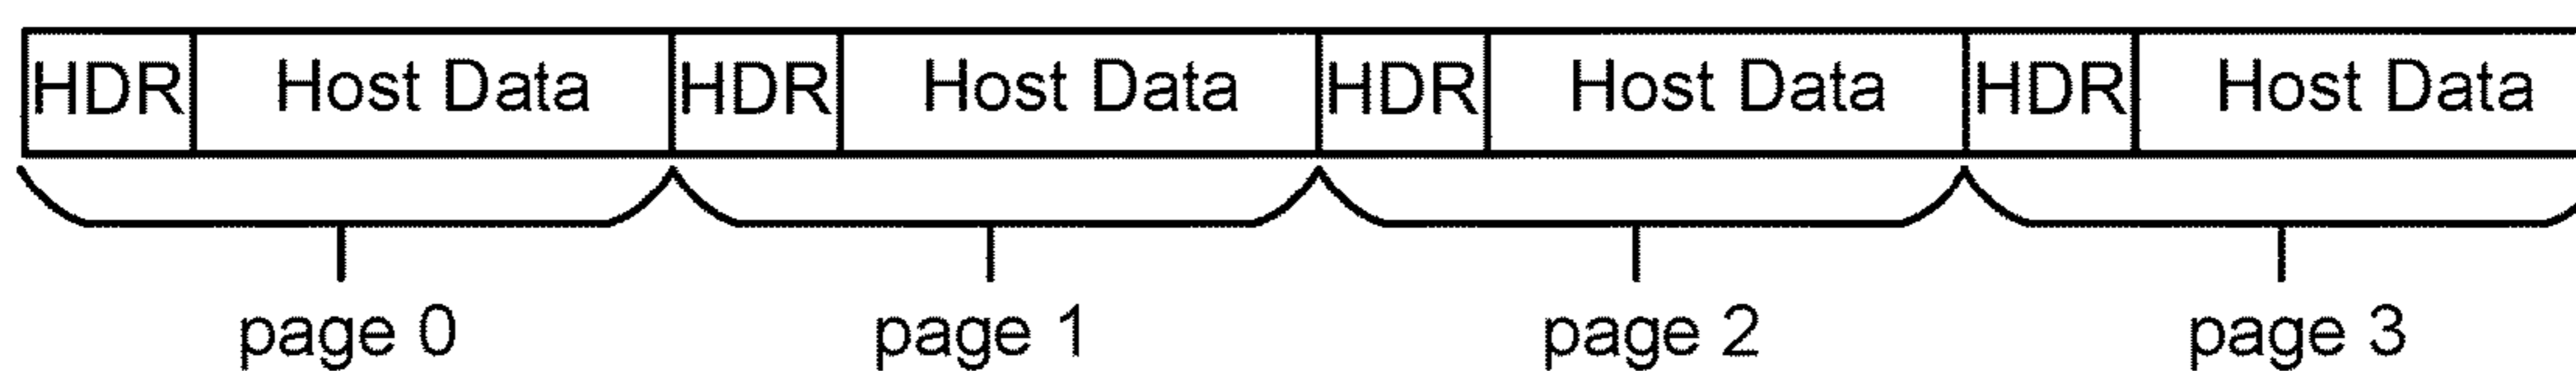 HDR Host Data HDR Host Data HDR Host Data HDR Host Data
page 0 page 1 page 2 page 3